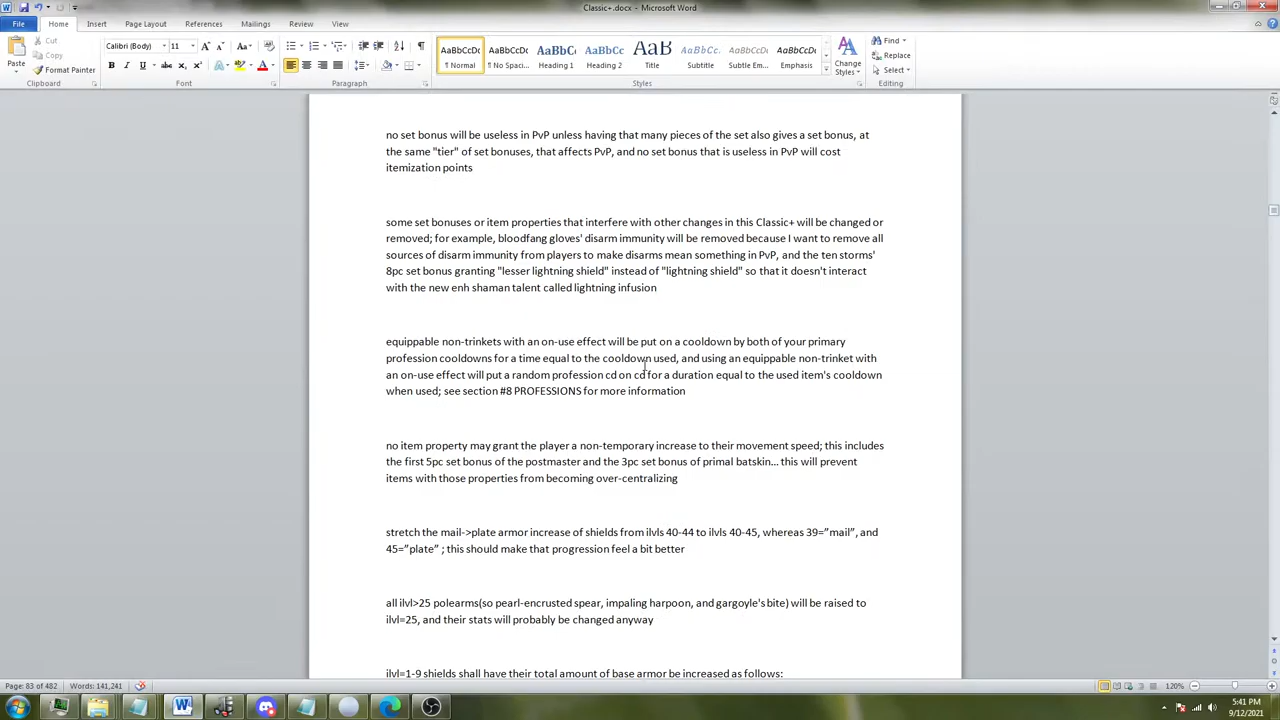 Classic+.docx - Microsoft Word
File Home Insert Page Layout References Mailings Review View
Cut
Copy
Format Painter
Paste
Clipboard
Calibri (Body) 11
Font
Paragraph
AaBbCcDc AaBbCcDc AaBbC AaBbCc AaB AaBbCcI AaBbCcDc AaBbCcDc
¶ Normal ¶ No Spaci... Heading 1 Heading 2 Title Subtitle Subtle Em... Emphasis
Change Styles
Styles
Find
Replace
Select
Editing
no set bonus will be useless in PvP unless having that many pieces of the set also gives a set bonus, at
the same "tier" of set bonuses, that affects PvP, and no set bonus that is useless in PvP will cost
itemization points
some set bonuses or item properties that interfere with other changes in this Classic+ will be changed or
removed; for example, bloodfang gloves' disarm immunity will be removed because I want to remove all
sources of disarm immunity from players to make disarms mean something in PvP, and the ten storms'
8pc set bonus granting "lesser lightning shield" instead of "lightning shield" so that it doesn't interact
with the new enh shaman talent called lightning infusion
equippable non-trinkets with an on-use effect will be put on a cooldown by both of your primary
profession cooldowns for a time equal to the cooldown used, and using an equippable non-trinket with
an on-use effect will put a random profession cd on cd for a duration equal to the used item's cooldown
when used; see section #8 PROFESSIONS for more information
no item property may grant the player a non-temporary increase to their movement speed; this includes
the first 5pc set bonus of the postmaster and the 3pc set bonus of primal batskin... this will prevent
items with those properties from becoming over-centralizing
stretch the mail->plate armor increase of shields from ilvls 40-44 to ilvls 40-45, whereas 39=”mail”, and
45=”plate” ; this should make that progression feel a bit better
all ilvl>25 polearms(so pearl-encrusted spear, impaling harpoon, and gargoyle's bite) will be raised to
ilvl=25, and their stats will probably be changed anyway
ilvl=1-9 shields shall have their total amount of base armor be increased as follows:
Page: 83 of 482 Words: 141,241
120%
5:41 PM
9/12/2021